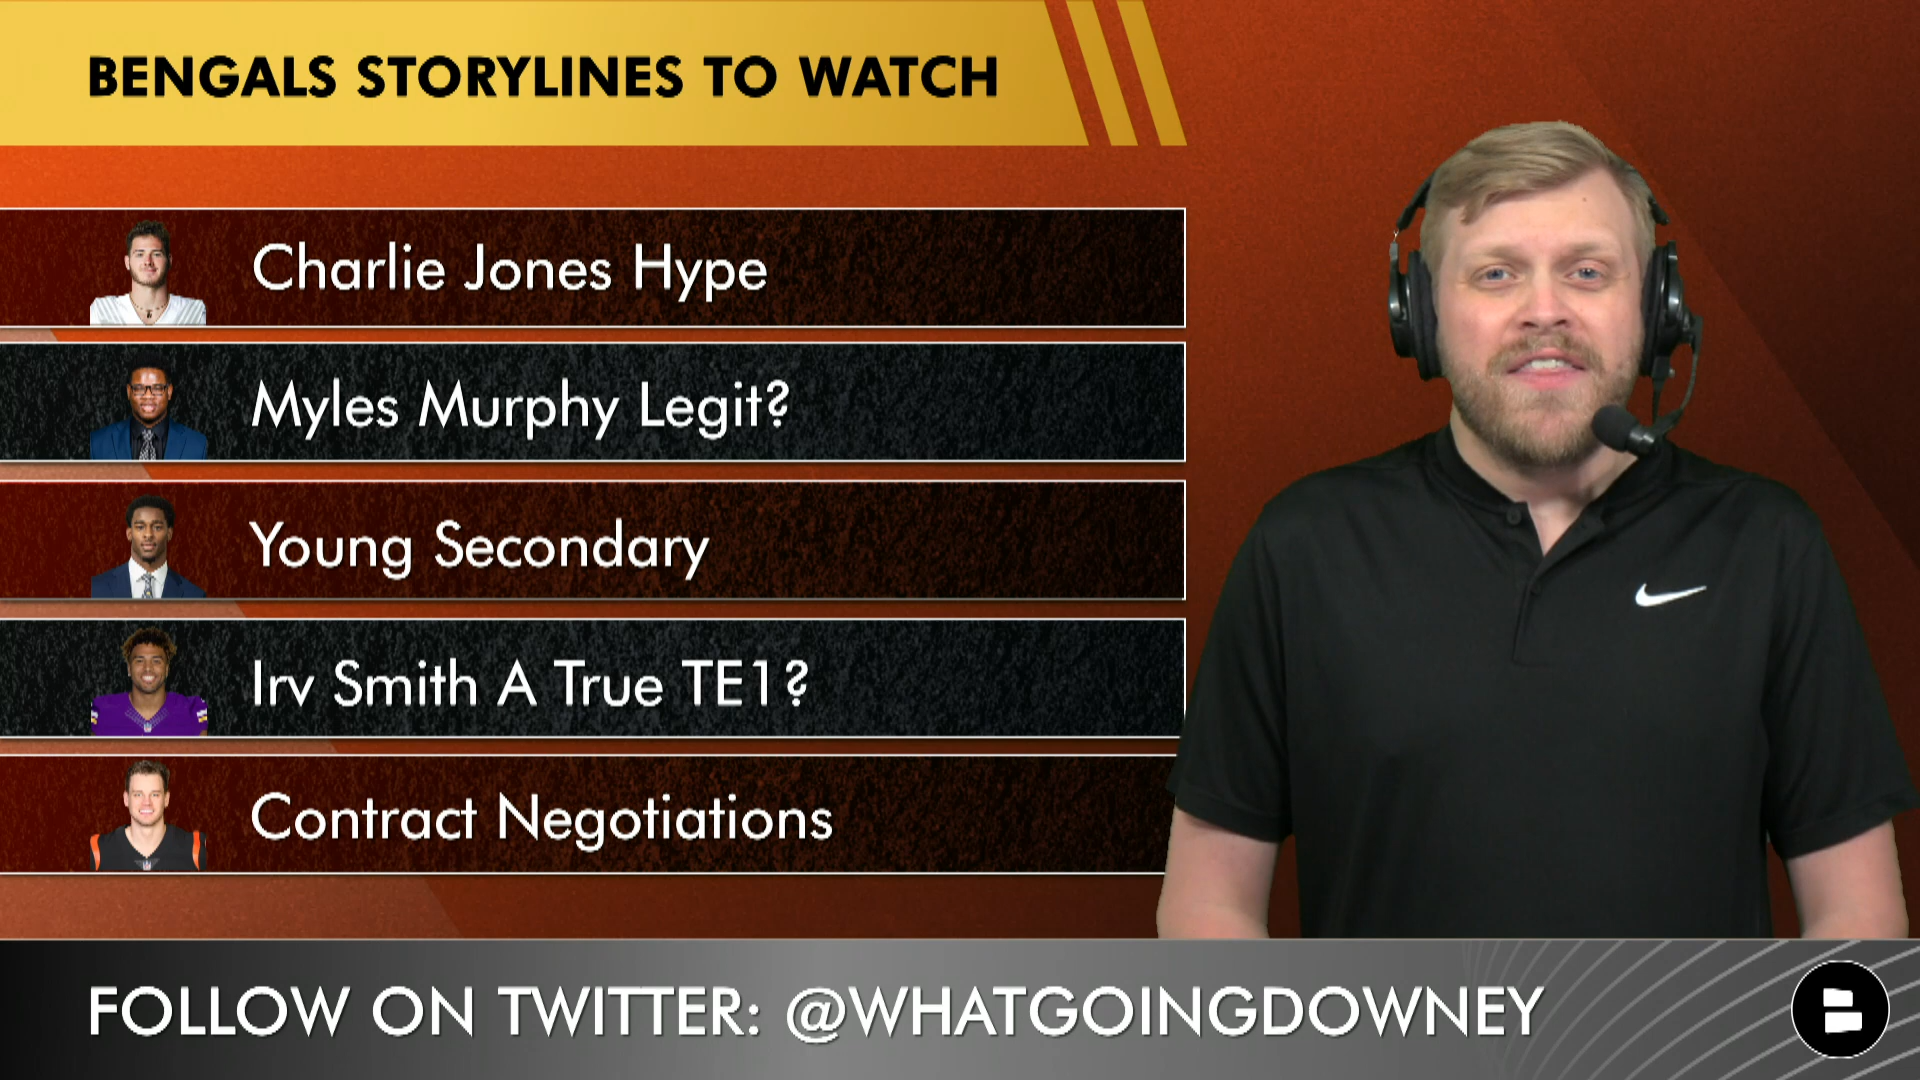 BENGALS STORYLINES TO WATCH
Charlie Jones Hype
Myles Murphy Legit?
Young Secondary
Irv Smith A True TE1?
Contract Negotiations
FOLLOW ON TWITTER: @WHATGOINGDOWNEY